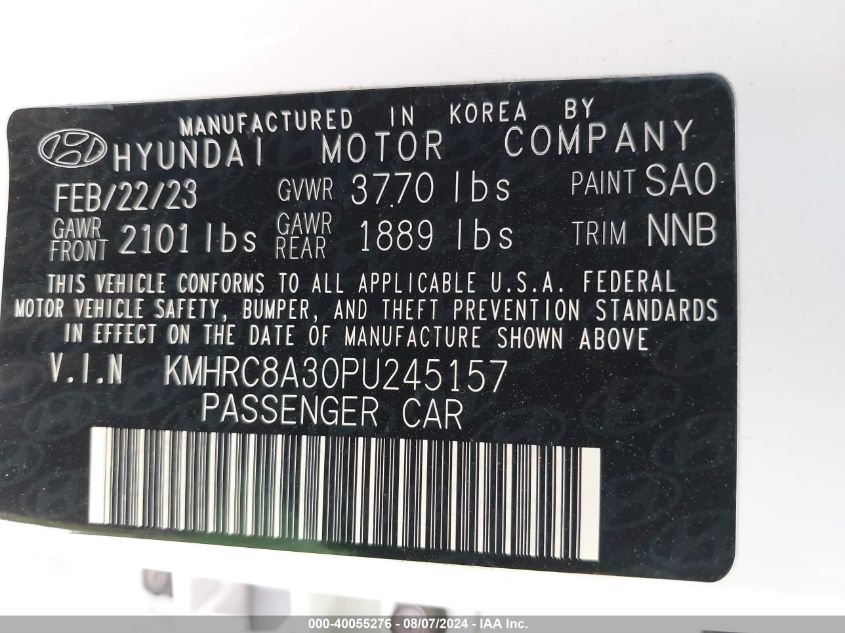 MANUFACTURED IN KOREA BY
HYUNDAI MOTOR COMPANY
FEB/22/23 GVWR 3770 lbs PAINT SAO
GAWR FRONT 2101 lbs GAWR REAR 1889 lbs TRIM NNB
THIS VEHICLE CONFORMS TO ALL APPLICABLE U.S.A. FEDERAL
MOTOR VEHICLE SAFETY, BUMPER, AND THEFT PREVENTION STANDARDS
IN EFFECT ON THE DATE OF MANUFACTURE SHOWN ABOVE
V.I.N KMHRC8A30PU245157
PASSENGER CAR
000-40055276 - 08/07/2024 - IAA Inc.